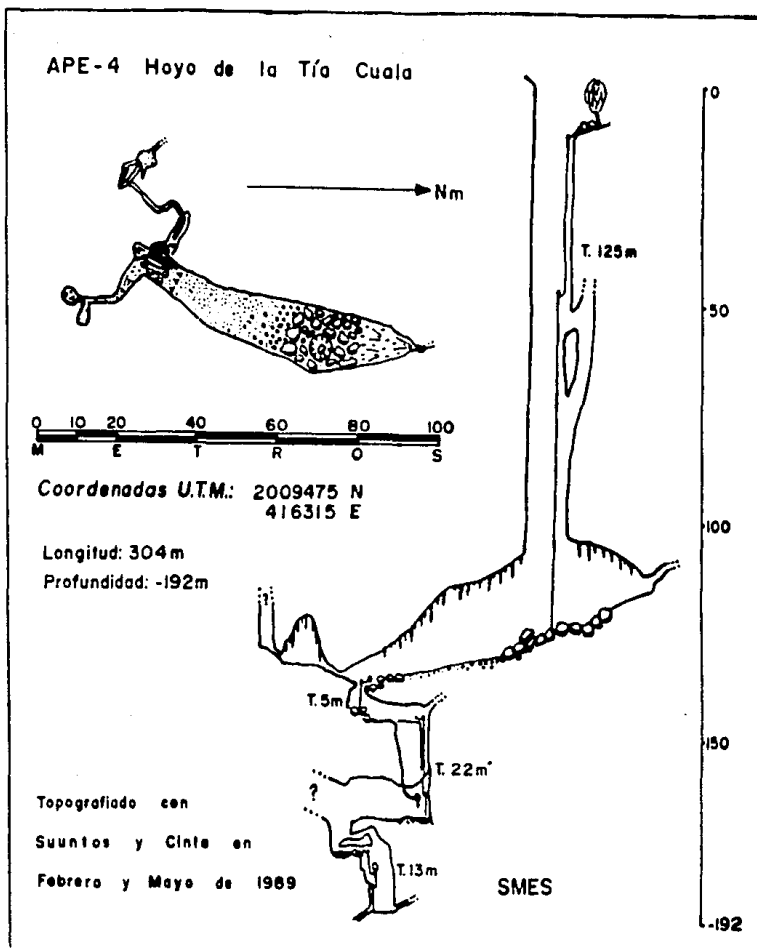 APE-4 Hoyo de la Tía Cuala
Nm
0
T. 125m
50
0 10 20 40 60 80 100
M E T R O S
Coordenadas U.T.M.: 2009475 N
416315 E
100
Longitud: 304m
Profundidad: -192m
?
T. 5m
150
T. 22m
?
Topografiado con
Suuntos y Cinta en
Febrero y Mayo de 1989
T. 13m
SMES
-192